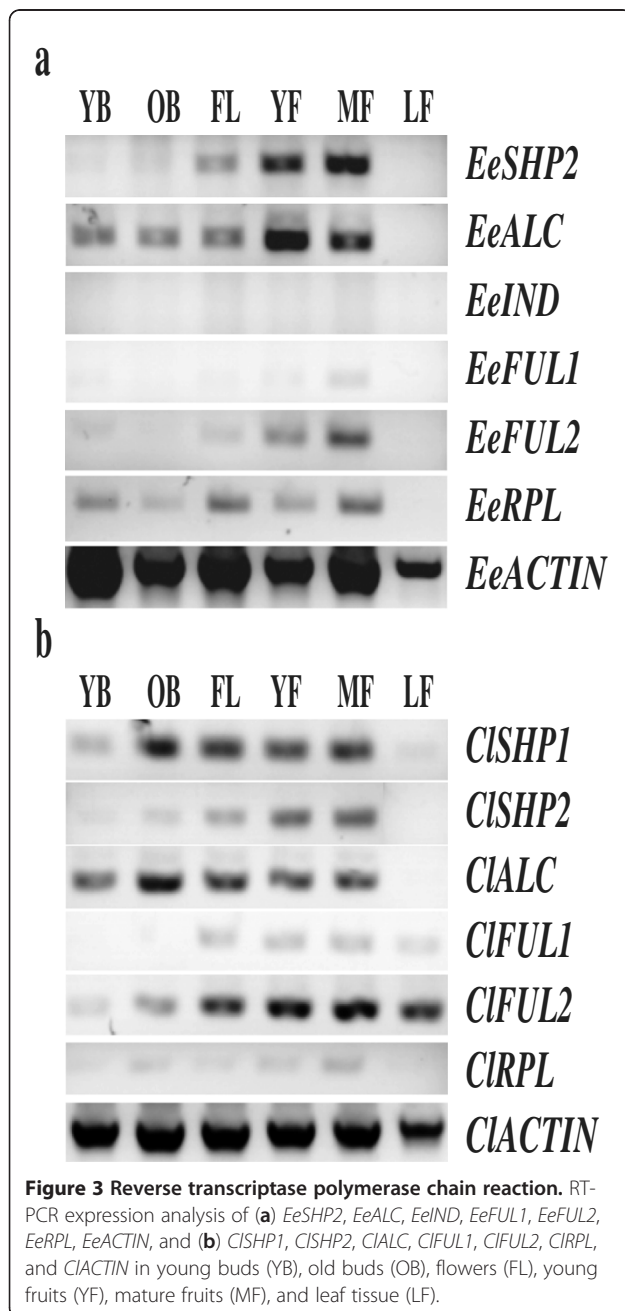 a
YB OB FL YF MF LF
EeSHP2
EeALC
EeIND
EeFUL1
EeFUL2
EeRPL
EeACTIN
b
YB OB FL YF MF LF
ClSHP1
ClSHP2
ClALC
ClFUL1
ClFUL2
ClRPL
ClACTIN
Figure 3 Reverse transcriptase polymerase chain reaction. RT-
PCR expression analysis of (a) EeSHP2, EeALC, EeIND, EeFUL1, EeFUL2,
EeRPL, EeACTIN, and (b) ClSHP1, ClSHP2, ClALC, ClFUL1, ClFUL2, ClRPL,
and ClACTIN in young buds (YB), old buds (OB), flowers (FL), young
fruits (YF), mature fruits (MF), and leaf tissue (LF).